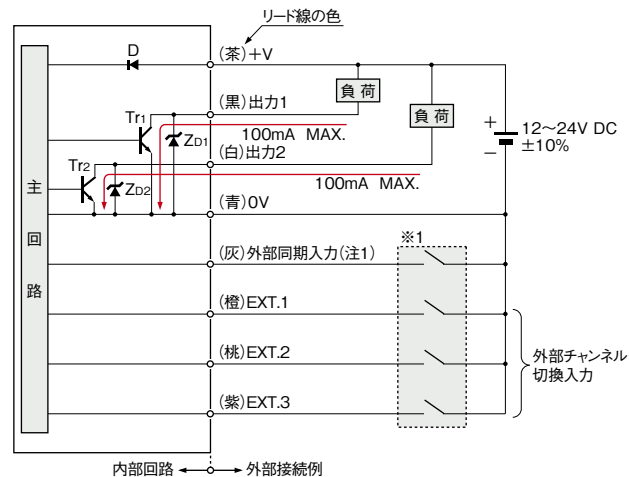 リード線の色
D
(茶)+V
負 荷
(黒)出力1
Tr1
ZD1
100mA MAX.
負 荷
+
12〜24V DC
±10%
−
(白)出力2
Tr2
ZD2
100mA MAX.
主
回
路
(青)0V
※1
(灰)外部同期入力(注1)
(橙)EXT.1
(桃)EXT.2
外部チャンネル
切換入力
(紫)EXT.3
内部回路
外部接続例